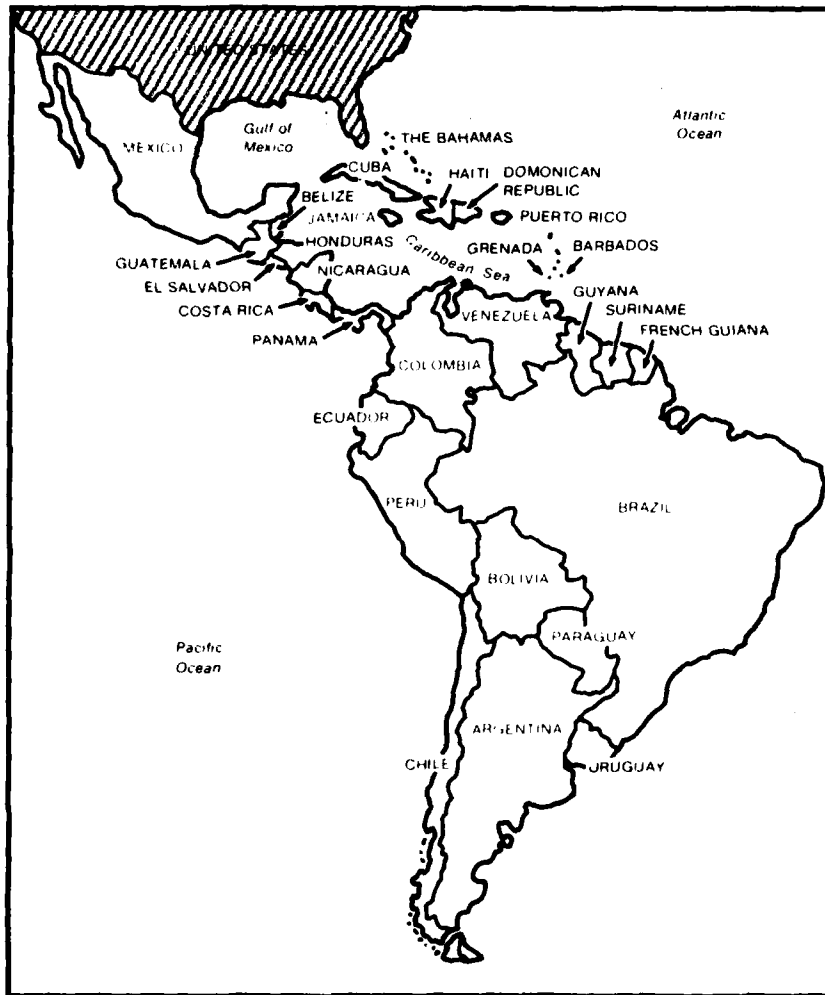 UNITED STATES
Atlantic
Ocean
Gulf of
Mexico
MEXICO
THE BAHAMAS
CUBA
HAITI
DOMONICAN
REPUBLIC
BELIZE
JAMAICA
PUERTO RICO
HONDURAS
Caribbean Sea
GRENADA
BARBADOS
GUATEMALA
NICARAGUA
EL SALVADOR
GUYANA
COSTA RICA
VENEZUELA
SURINAME
FRENCH GUIANA
PANAMA
COLOMBIA
ECUADOR
PERU
BRAZIL
BOLIVIA
PARAGUAY
Pacific
Ocean
ARGENTINA
CHILE
URUGUAY